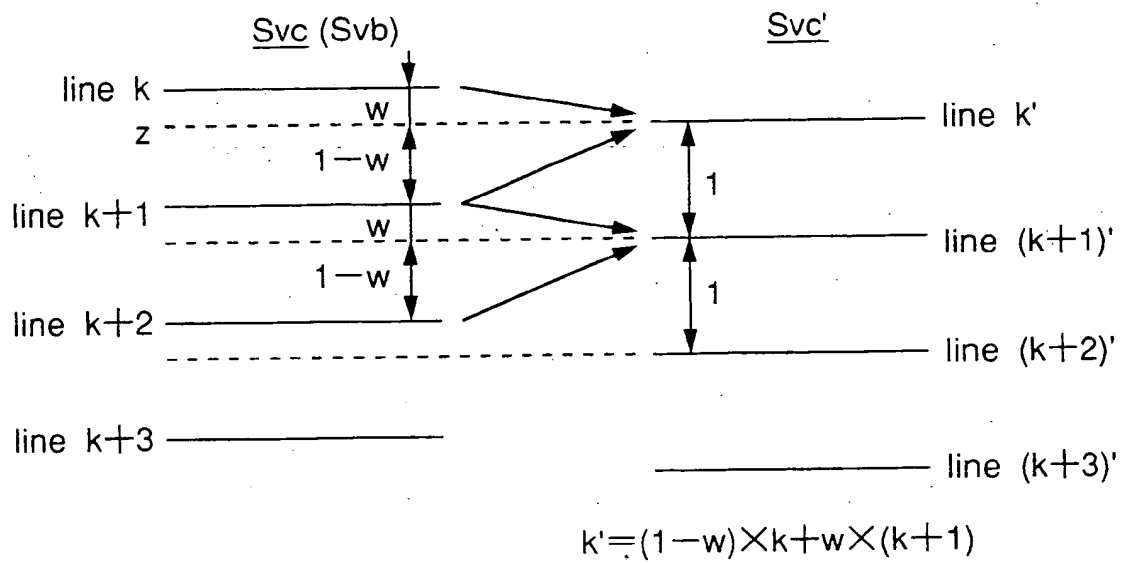 Svc (Svb)
Svc'
line k
w
z
1−w
line k'
1
line k+1
w
line (k+1)'
1−w
1
line k+2
line (k+2)'
line k+3
line (k+3)'
k'=(1−w)×k+w×(k+1)